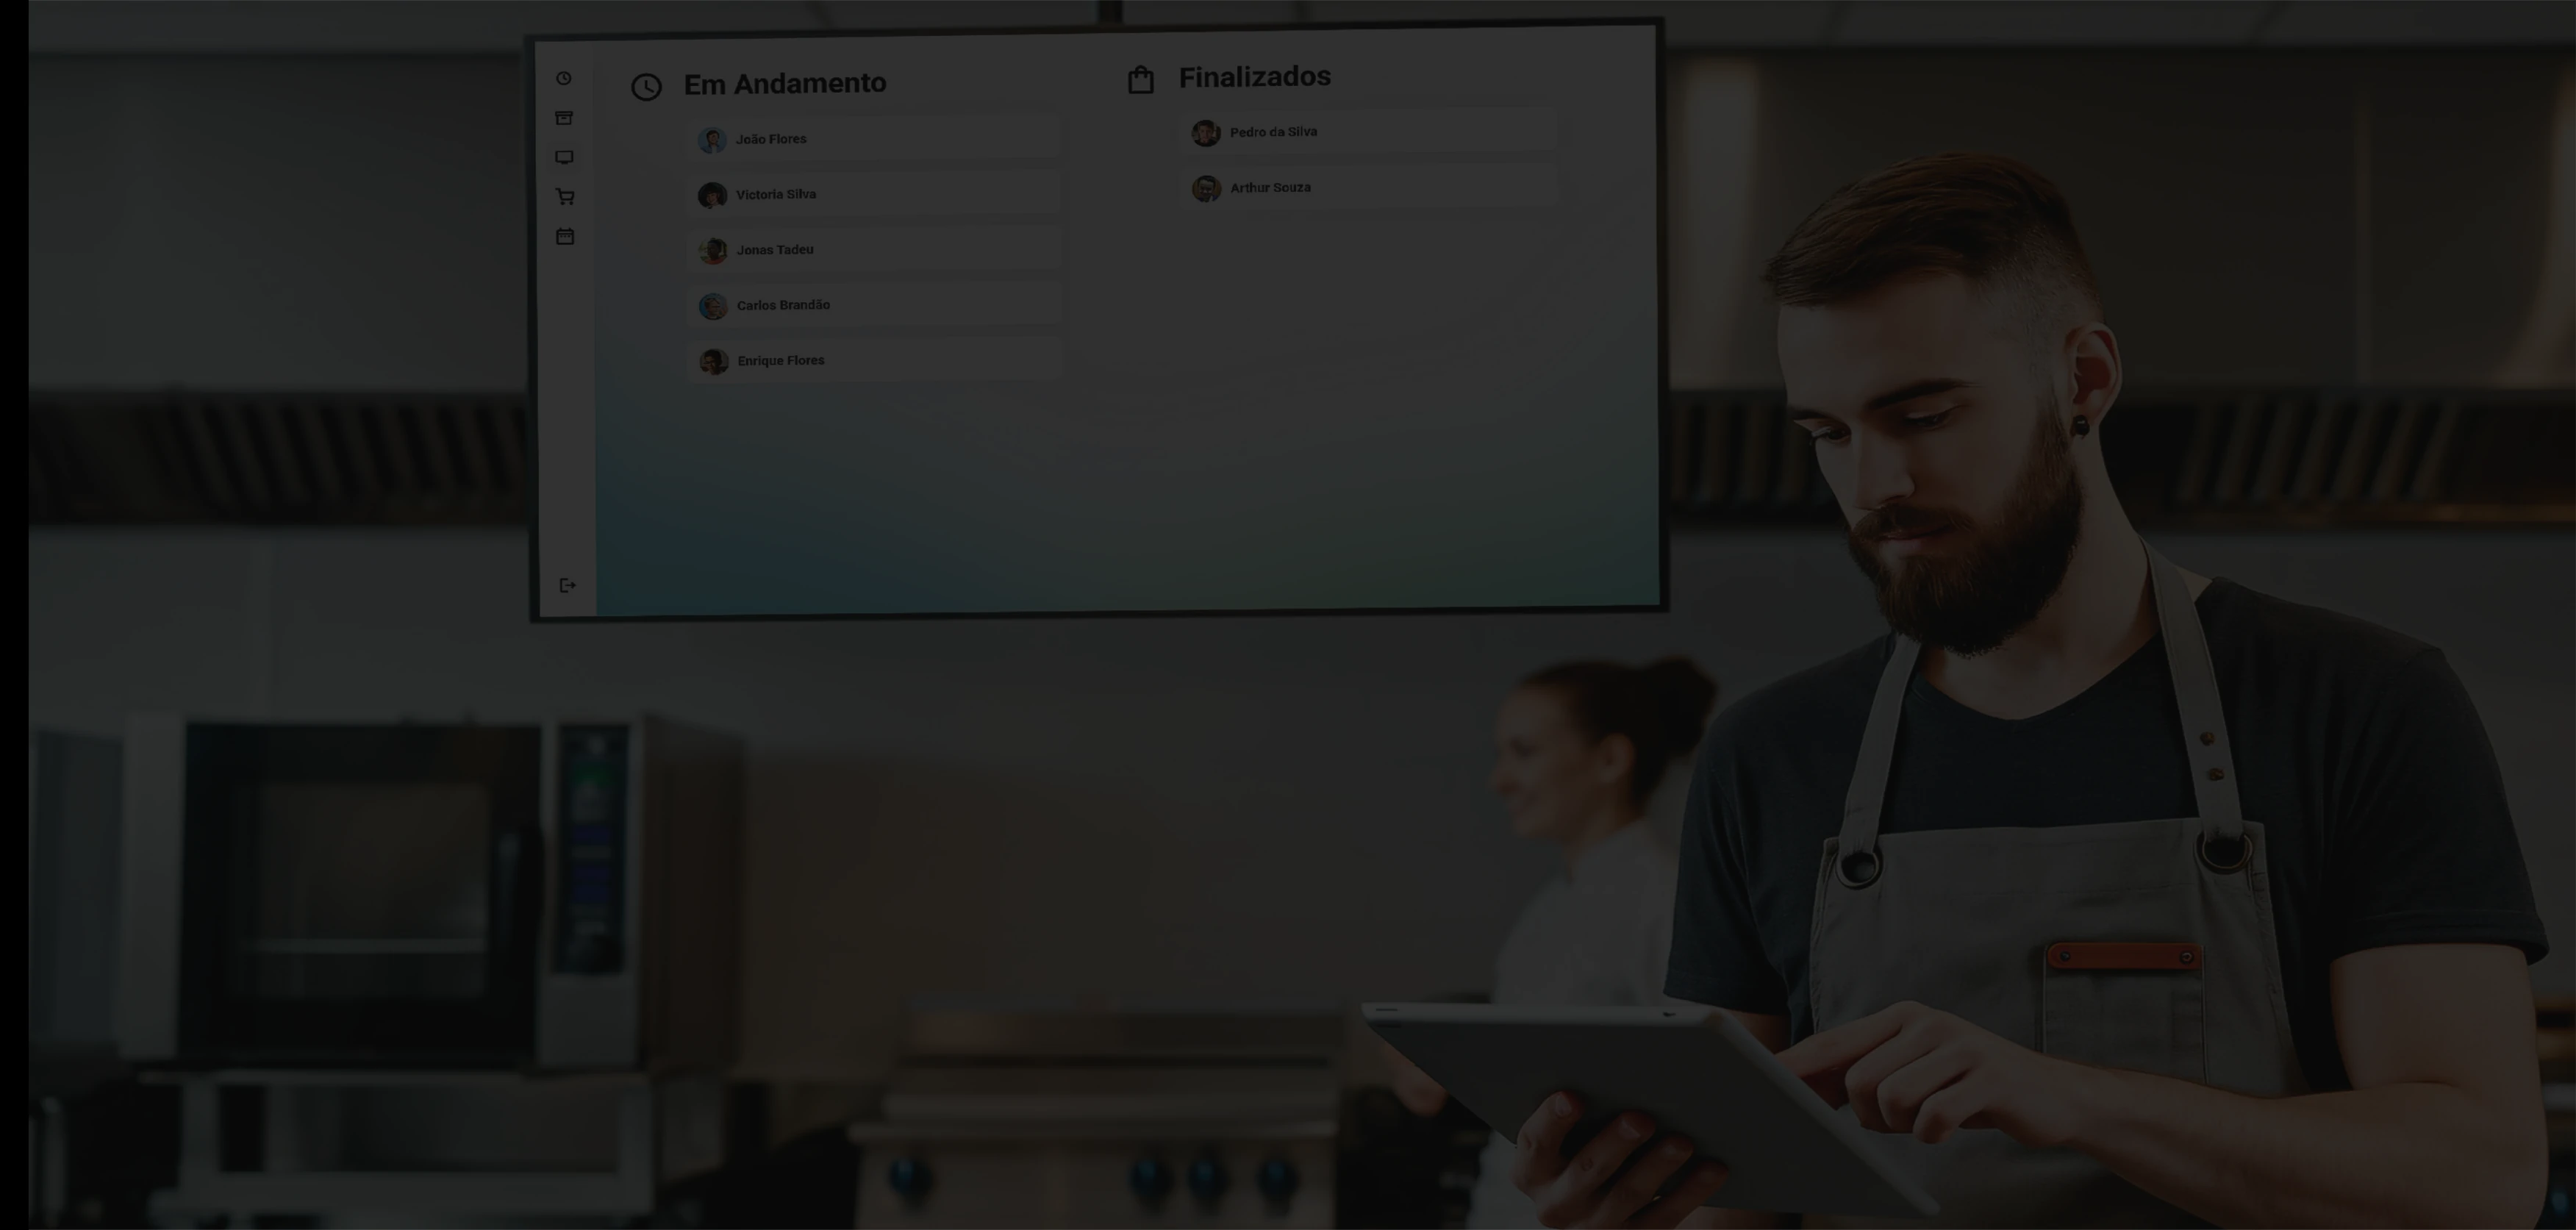 Em Andamento
João Flores
Victoria Silva
Jonas Tadeu
Carlos Brandão
Enrique Flores
Finalizados
Pedro da Silva
Arthur Souza